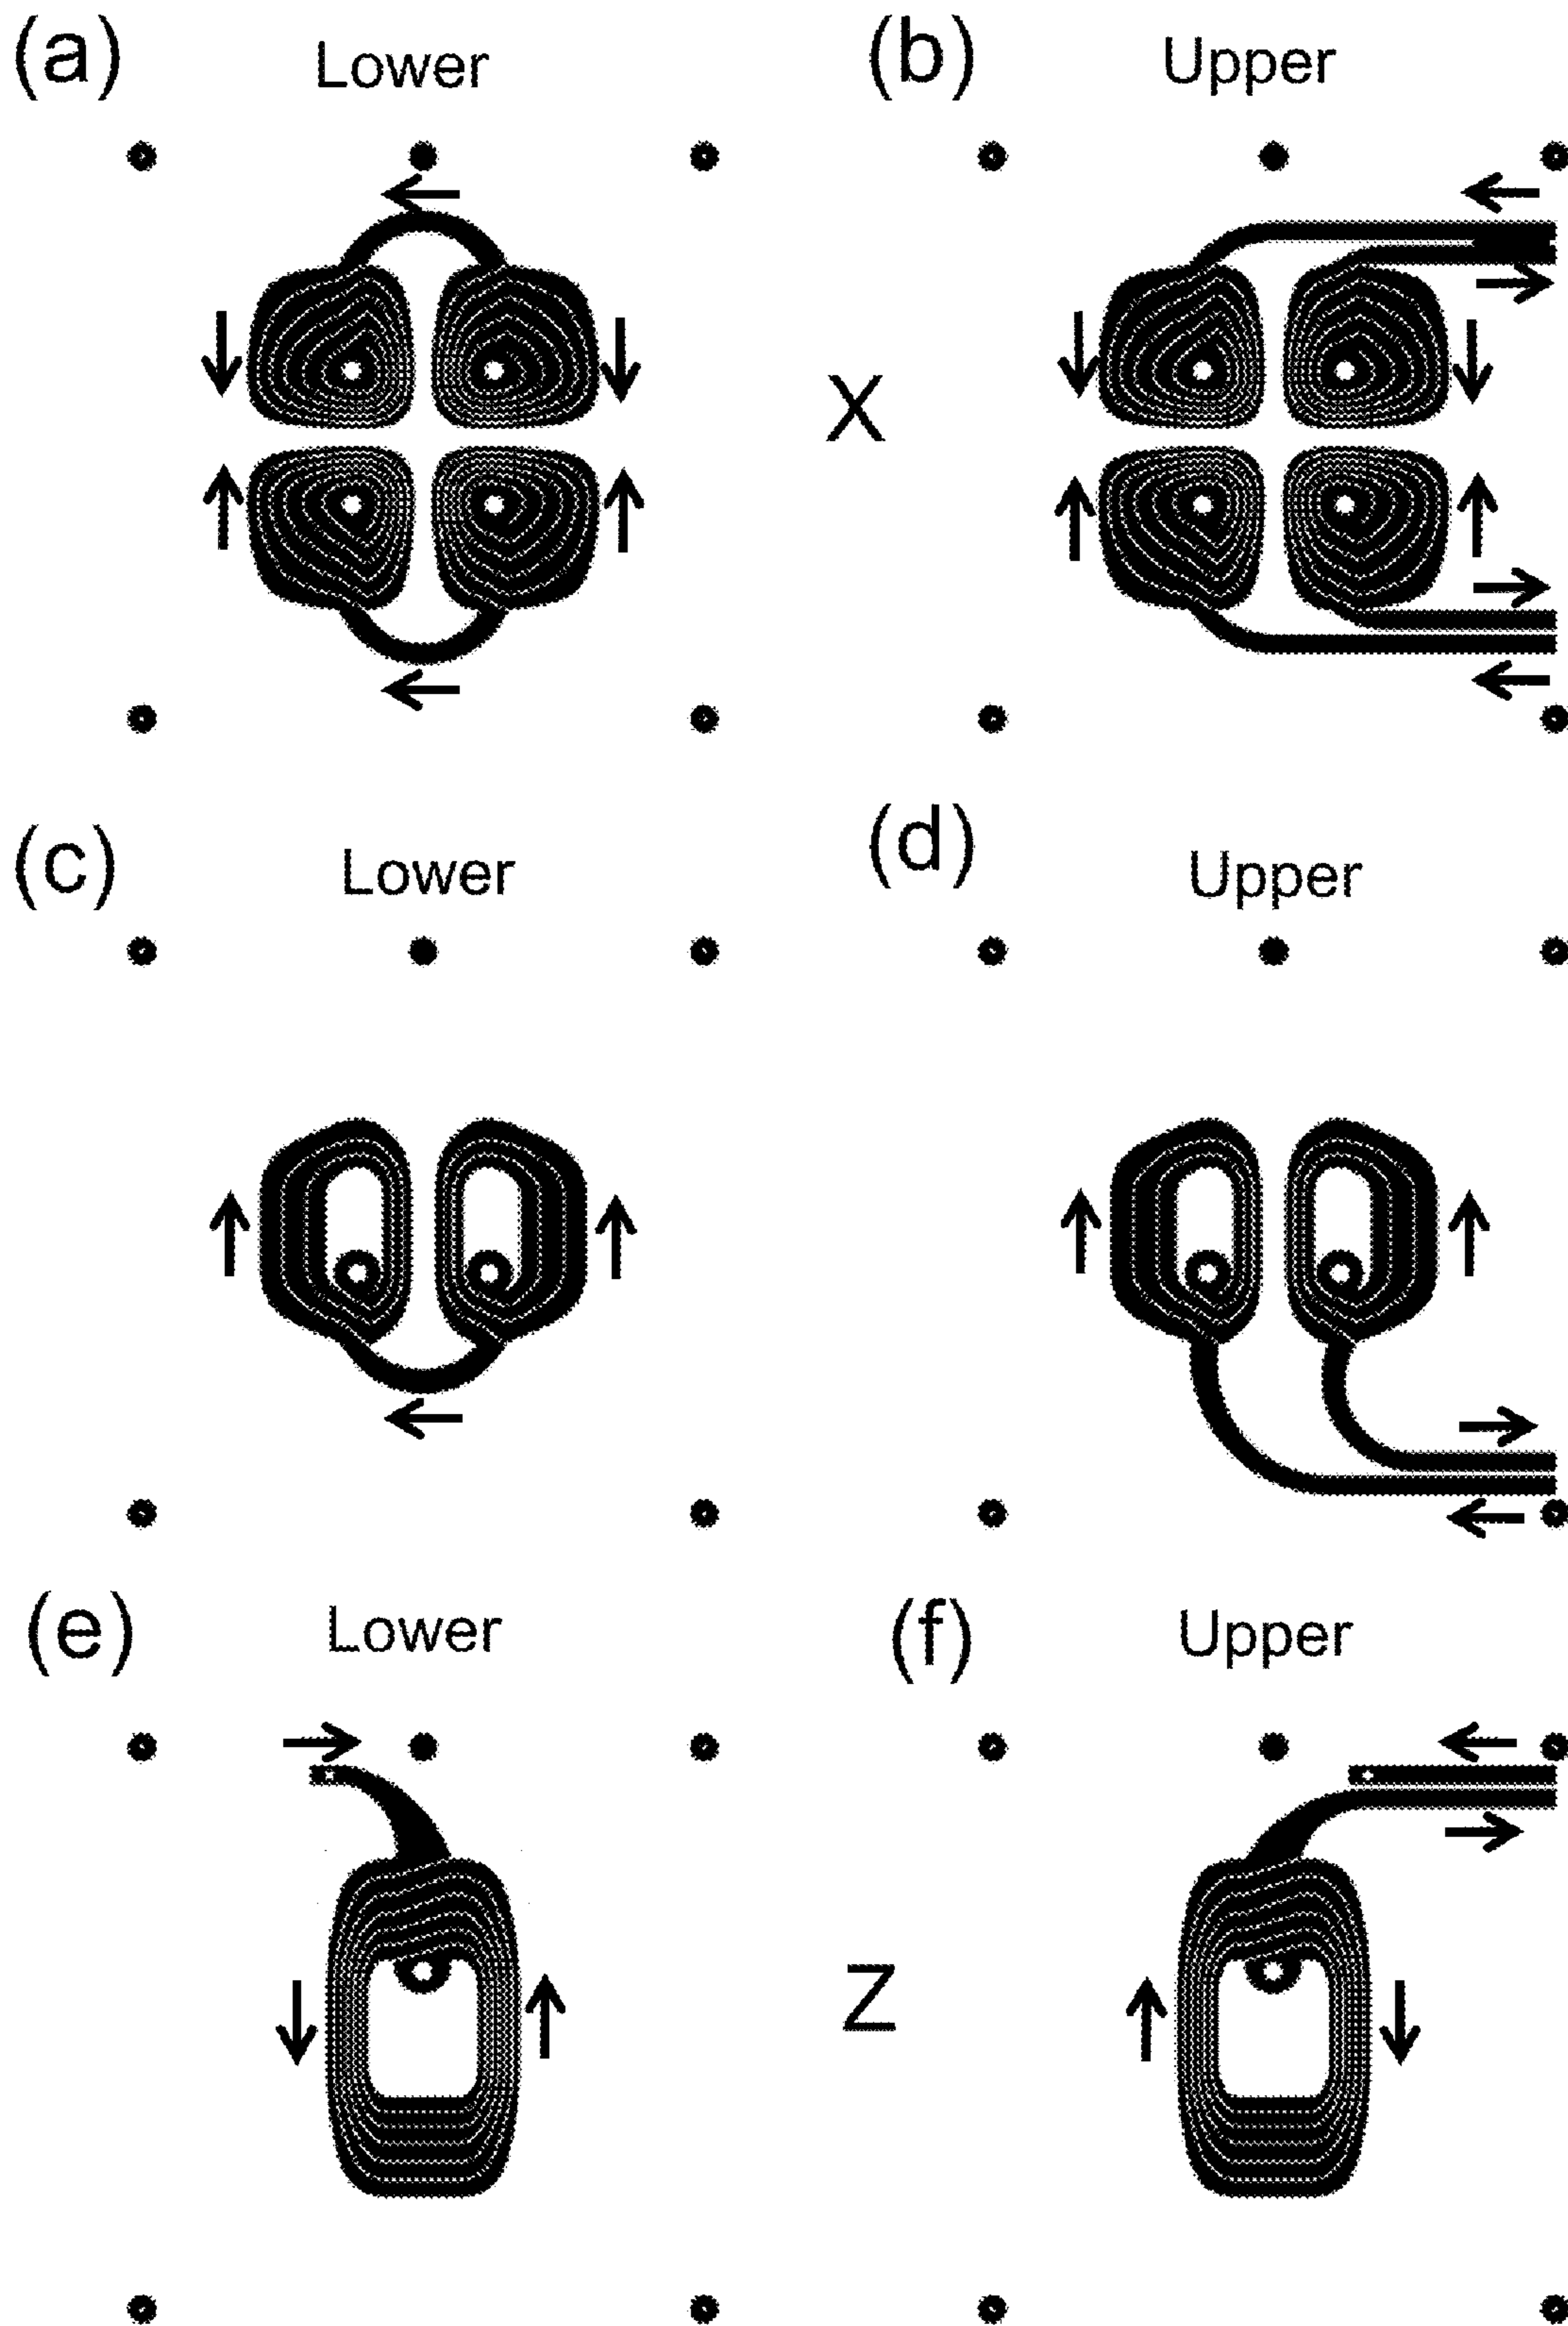 (a) Lower
(b) Upper
X
(c) Lower
(d) Upper
(e) Lower
(f) Upper
Z